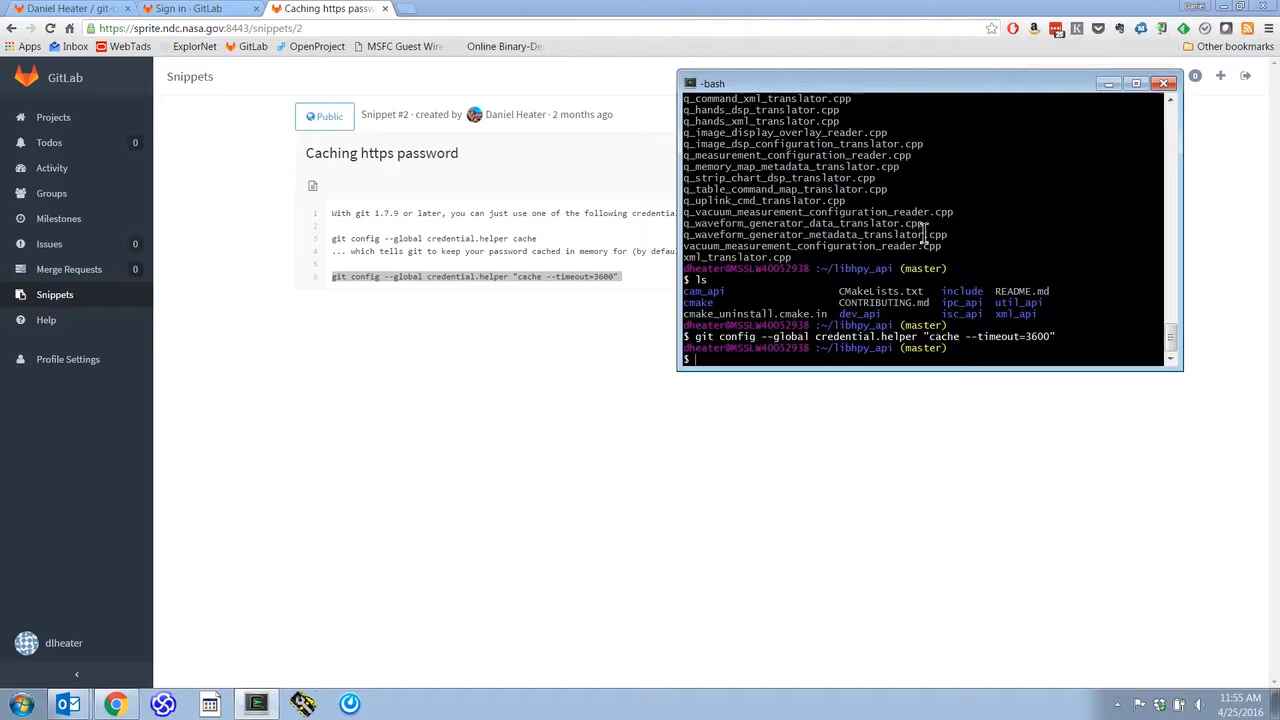 Daniel Heater / git-c
Sign in · GitLab
Caching https passw
Daniel
https://sprite.ndc.nasa.gov:8443/snippets/2
Apps
Inbox
WebTads
ExplorNet
GitLab
OpenProject
MSFC Guest Wire
Online Binary-De
Other bookmarks
GitLab
Snippets
0
Projects
Todos 0
Activity
Groups
Milestones
Issues 0
Merge Requests 0
Snippets
Help
Profile Settings
dlheater
Public
Snippet #2 · created by Daniel Heater · 2 months ago
Caching https password
1 With git 1.7.9 or later, you can just use one of the following credentia
2
3 git config --global credential.helper cache
4 ... which tells git to keep your password cached in memory for (by defau
5
6 git config --global credential.helper "cache --timeout=3600"
-bash
q_command_xml_translator.cpp
q_hands_dsp_translator.cpp
q_hands_xml_translator.cpp
q_image_display_overlay_reader.cpp
q_image_dsp_configuration_translator.cpp
q_measurement_configuration_reader.cpp
q_memory_map_metadata_translator.cpp
q_strip_chart_dsp_translator.cpp
q_table_command_map_translator.cpp
q_uplink_cmd_translator.cpp
q_vacuum_measurement_configuration_reader.cpp
q_waveform_generator_data_translator.cpp
q_waveform_generator_metadata_translator.cpp
vacuum_measurement_configuration_reader.cpp
xml_translator.cpp
dheater@MSSLW40052938 :~/libhpy_api (master)
$ ls
cam_api CMakeLists.txt include README.md
cmake CONTRIBUTING.md ipc_api util_api
cmake_uninstall.cmake.in dev_api isc_api xml_api
dheater@MSSLW40052938 :~/libhpy_api (master)
$ git config --global credential.helper "cache --timeout=3600"
dheater@MSSLW40052938 :~/libhpy_api (master)
$
11:55 AM
4/25/2016